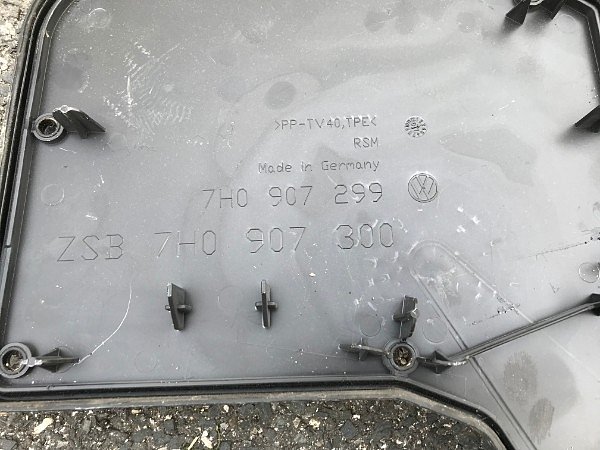 >PP-TV40,TPE<
RSM
Made in Germany
7H0 907 299
ZSB 7H0 907 300